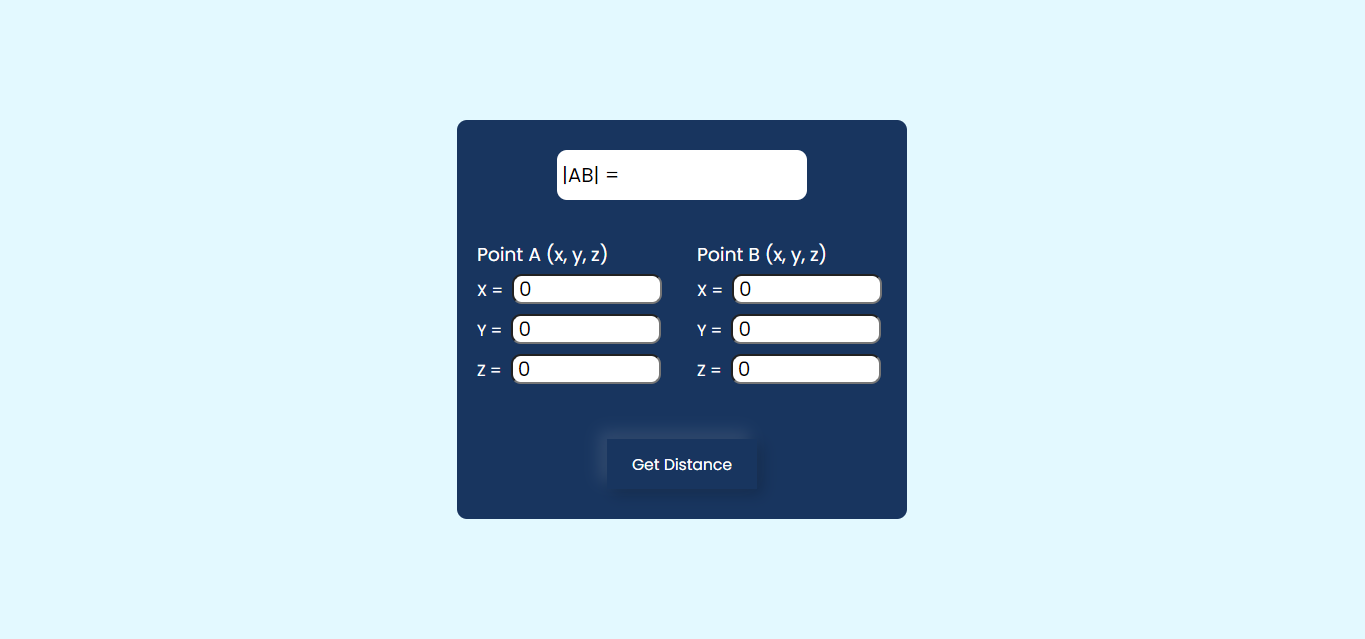 |AB| =
Point A (x, y, z)
X = 0
Y = 0
Z = 0
Point B (x, y, z)
X = 0
Y = 0
Z = 0
Get Distance